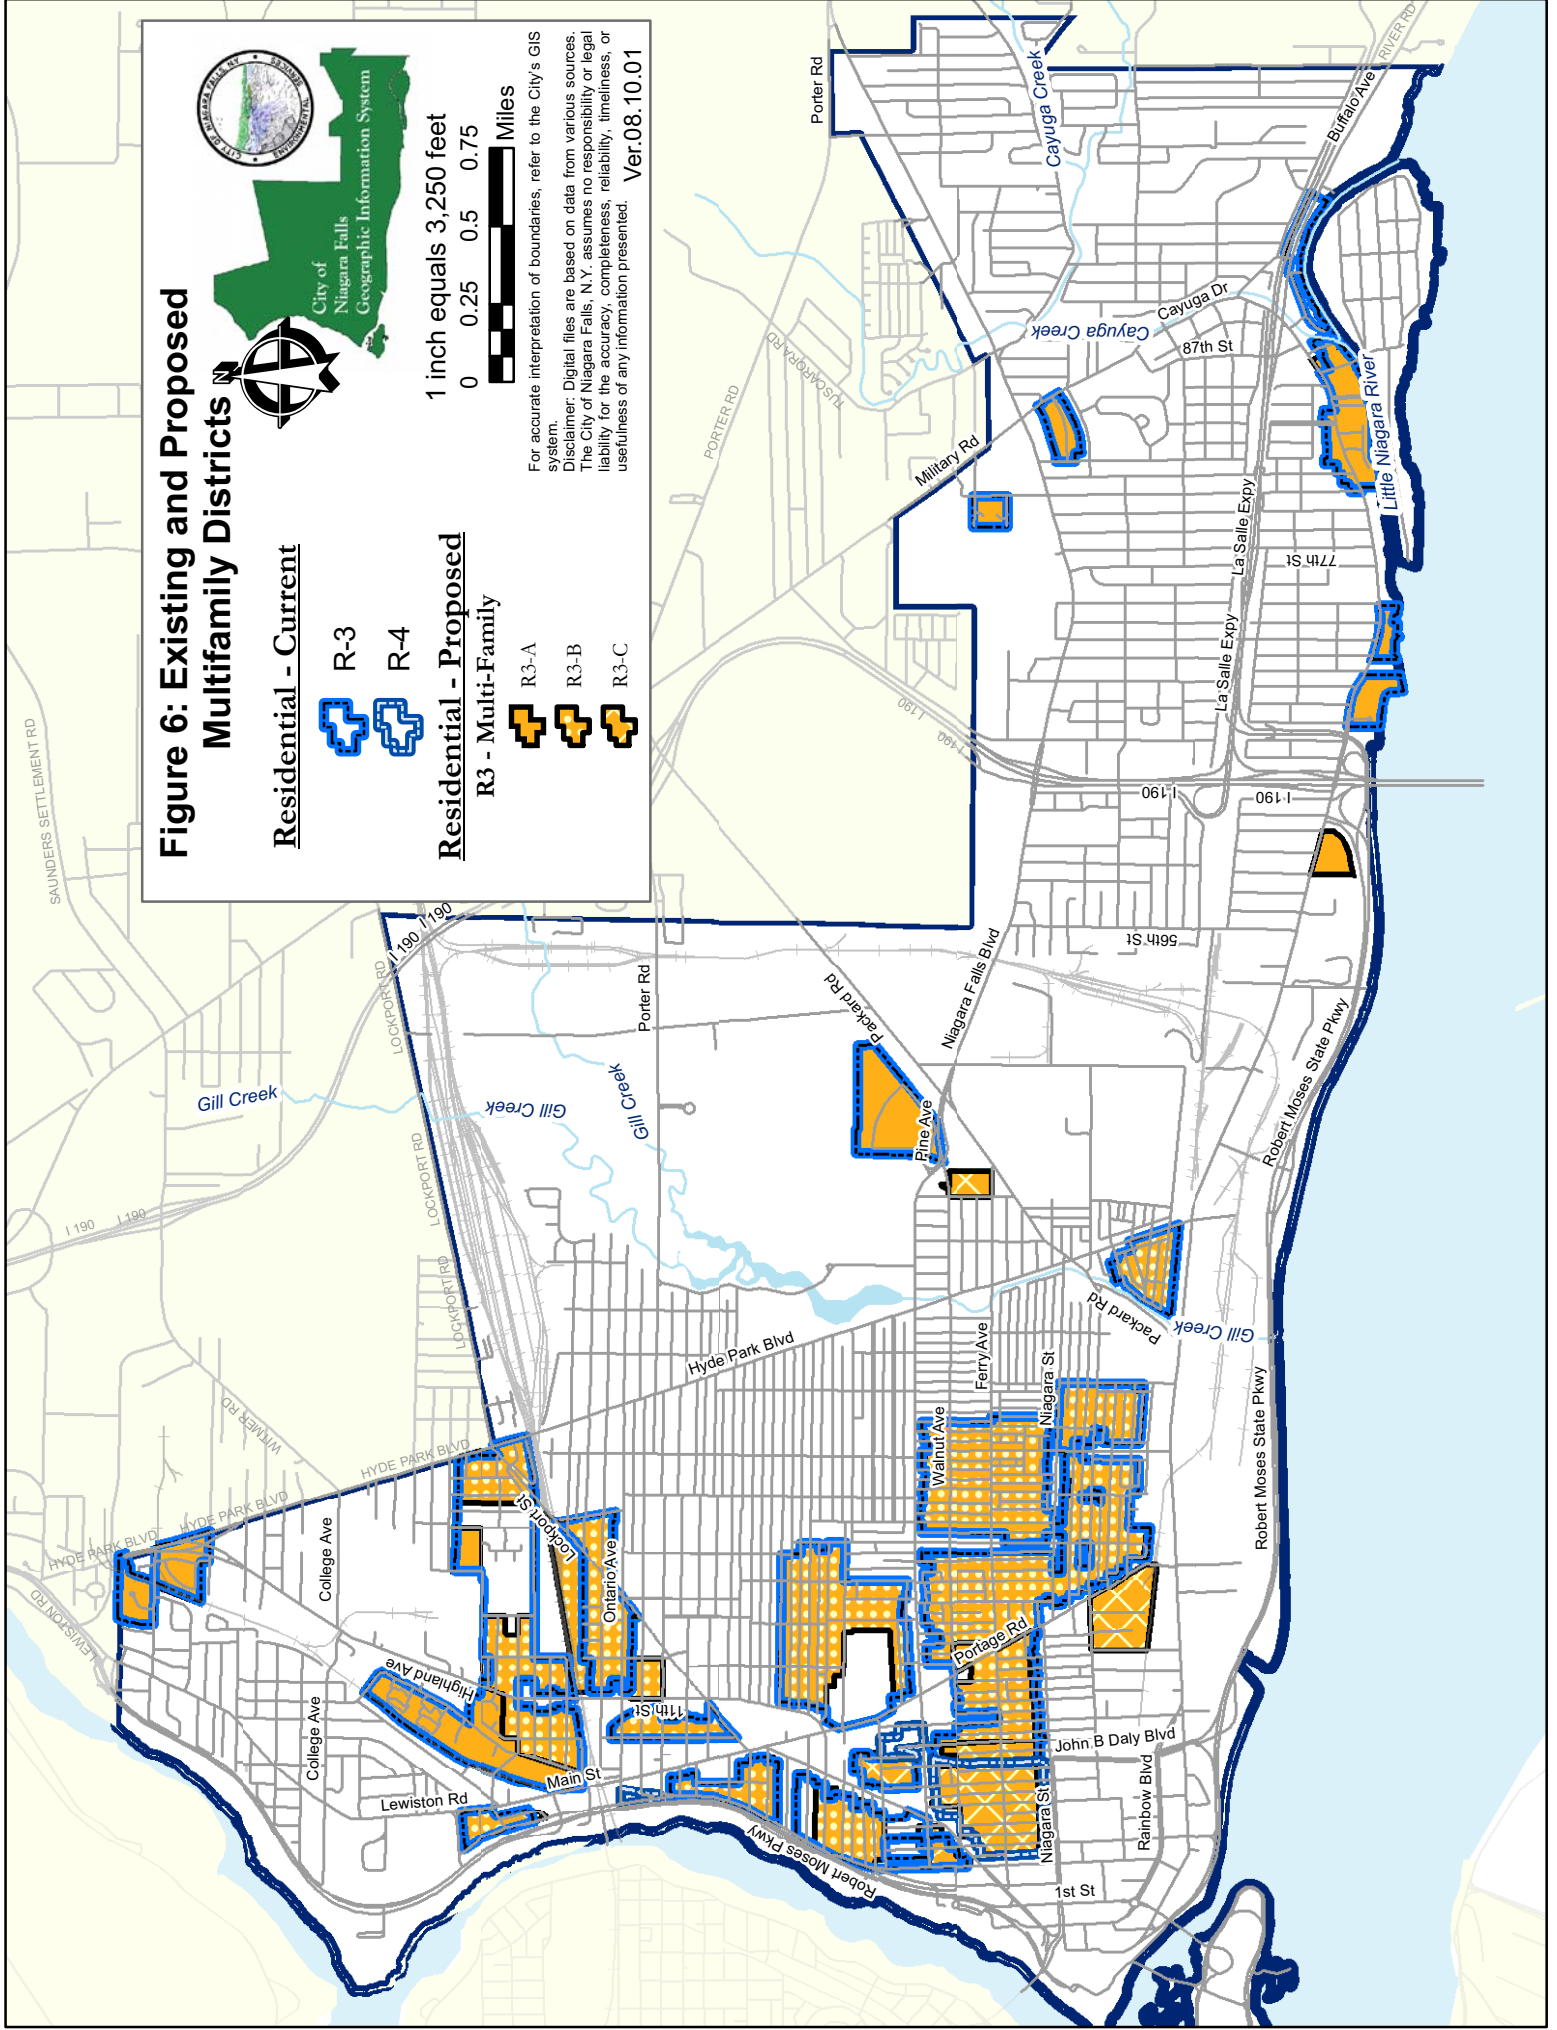 Figure 6: Existing and Proposed
Multifamily Districts
Residential - Current
R-3
R-4
Residential - Proposed
R3 - Multi-Family
R3-A
R3-B
R3-C
N
CITY OF NIAGARA FALLS, NY
ENVIRONMENTAL SERVICES
City of
Niagara Falls
Geographic Information System
1 inch equals 3,250 feet
0 0.25 0.5 0.75
Miles
For accurate interpretation of boundaries, refer to the City's GIS
system.
Disclaimer: Digital files are based on data from various sources.
The City of Niagara Falls, N.Y. assumes no responsibility or legal
liability for the accuracy, completeness, reliability, timeliness, or
usefulness of any information presented. Ver.08.10.01
SAUNDERS SETTLEMENT RD
LOCKPORT RD
I 190
I 190
Gill Creek
I 190
I 190
LOCKPORT RD
LOCKPORT RD
WITMER RD
HYDE PARK BLVD
HYDE PARK BLVD
HYDE PARK BLVD
LEWISTON RD
College Ave
College Ave
Highland Ave
Lewiston Rd
Main St
Lockport St
Ontario Ave
11th St
Gill Creek
Gill Creek
Porter Rd
Hyde Park Blvd
Packard Rd
Pine Ave
Niagara Falls Blvd
Walnut Ave
Ferry Ave
Niagara St
Portage Rd
Packard Rd
Gill Creek
John B Daly Blvd
Niagara St
Rainbow Blvd
1st St
Robert Moses Pkwy
Robert Moses State Pkwy
Robert Moses State Pkwy
56th St
I 190
I 190
I 190
I 190
La Salle Expy
La Salle Expy
77th St
Military Rd
PORTER RD
TUSCARORA RD
Porter Rd
Cayuga Creek
Cayuga Creek
Cayuga Dr
87th St
Little Niagara River
Buffalo Ave
RIVER RD